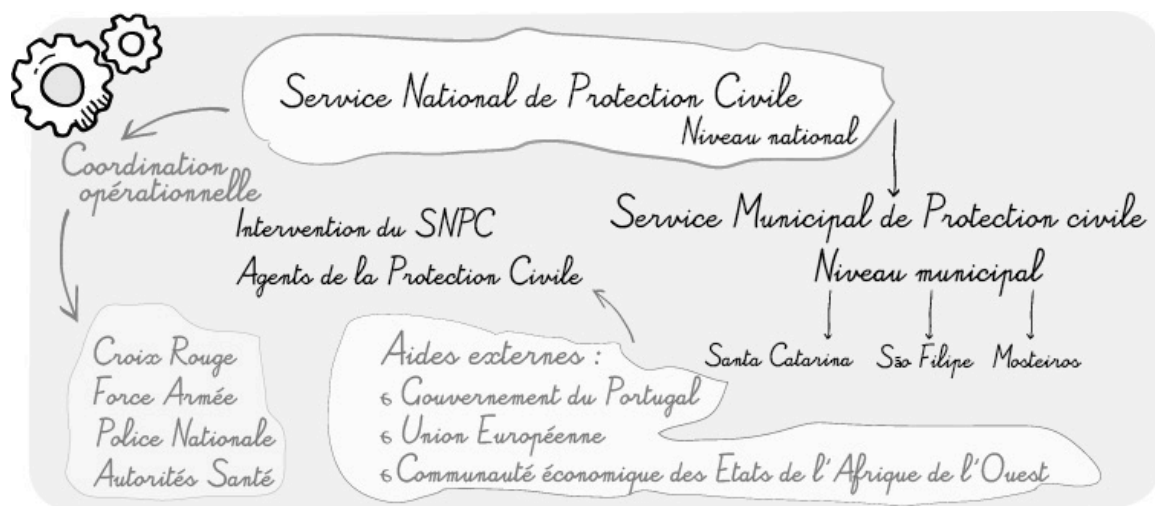 Service National de Protection Civile
Niveau national
Coordination
opérationnelle
Intervention du SNPC
Agents de la Protection Civile
Service Municipal de Protection civile
Niveau municipal
Santa Catarina
São Filipe
Mosteiros
Croix Rouge
Force Armée
Police Nationale
Autorités Santé
Aides externes :
Gouvernement du Portugal
Union Européenne
Communauté économique des Etats de l'Afrique de l'Ouest